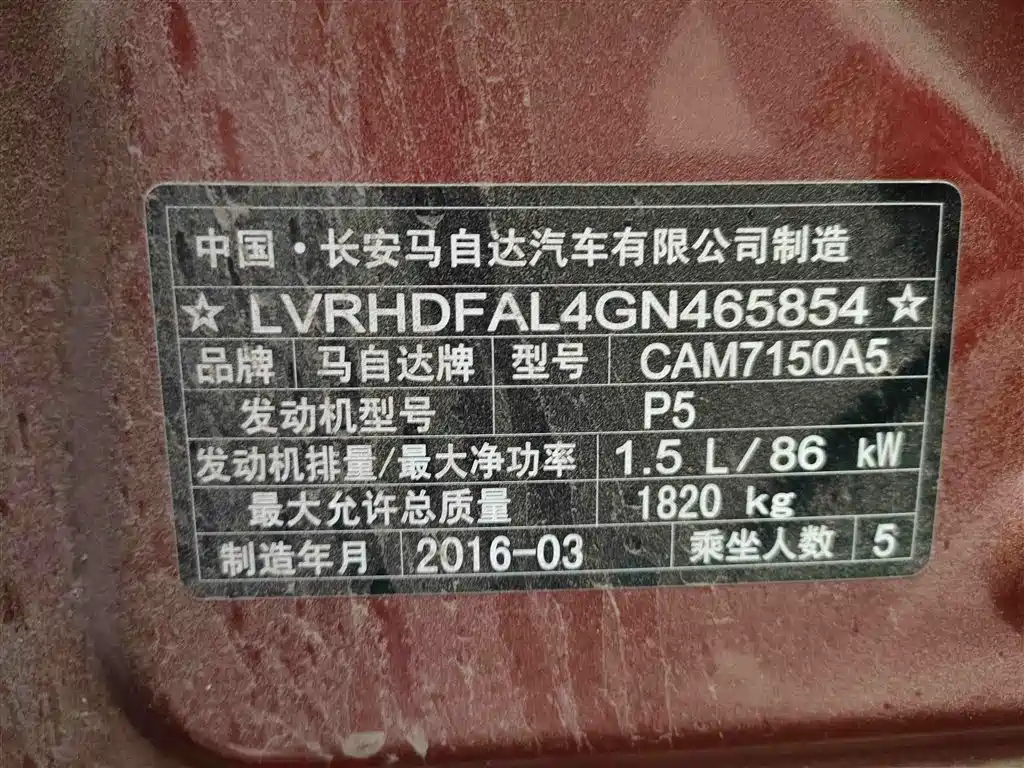 中国·长安马自达汽车有限公司制造
☆ LVRHDFAL4GN465854 ☆
品牌 马自达牌 型号 CAM7150A5
发动机型号 P5
发动机排量/最大净功率 1.5 L/86 kW
最大允许总质量 1820 kg
制造年月 2016-03 乘坐人数 5